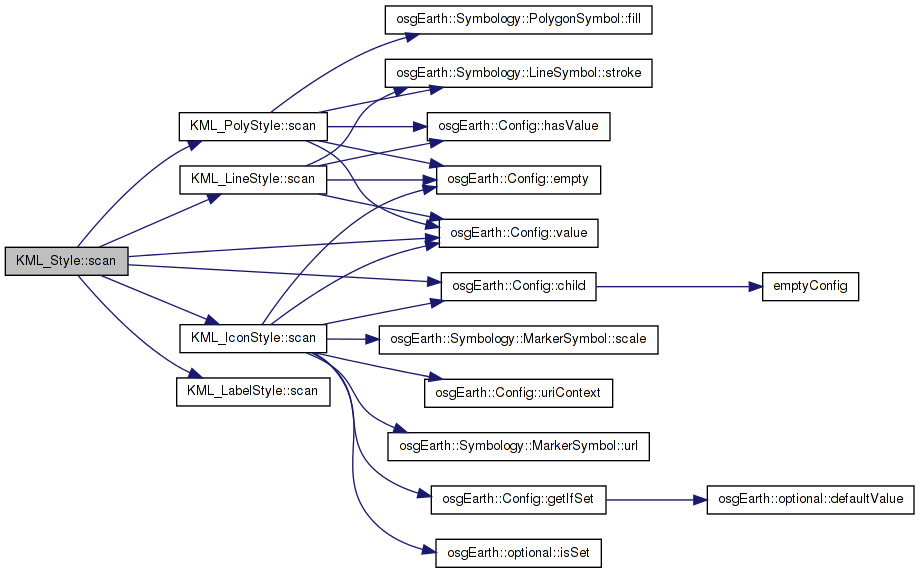 osgEarth::Symbology::PolygonSymbol::fill
osgEarth::Symbology::LineSymbol::stroke
KML_PolyStyle::scan
osgEarth::Config::hasValue
KML_LineStyle::scan
osgEarth::Config::empty
osgEarth::Config::value
KML_Style::scan
osgEarth::Config::child
emptyConfig
KML_IconStyle::scan
osgEarth::Symbology::MarkerSymbol::scale
KML_LabelStyle::scan
osgEarth::Config::uriContext
osgEarth::Symbology::MarkerSymbol::url
osgEarth::Config::getIfSet
osgEarth::optional::defaultValue
osgEarth::optional::isSet